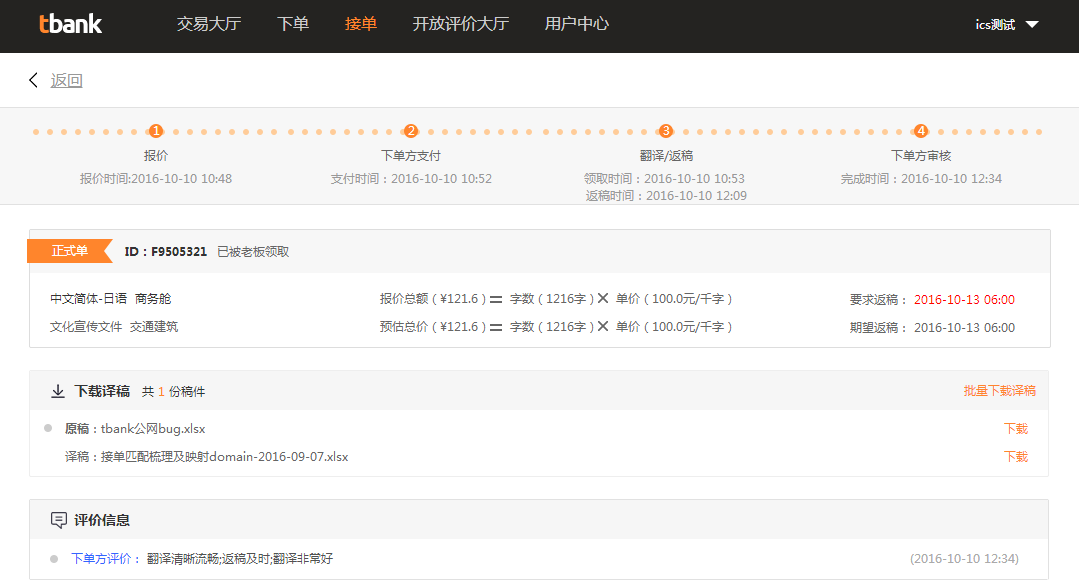 tbank 交易大厅 下单 接单 开放评价大厅 用户中心 ics测试
返回
1 2 3 4
报价 下单方支付 翻译/返稿 下单方审核
报价时间:2016-10-10 10:48 支付时间：2016-10-10 10:52 领取时间：2016-10-10 10:53 完成时间：2016-10-10 12:34
返稿时间：2016-10-10 12:09
正式单 ID：F9505321 已被老板领取
中文简体-日语 商务舱 报价总额（¥121.6）= 字数（1216字）× 单价（100.0元/千字） 要求返稿： 2016-10-13 06:00
文化宣传文件 交通建筑 预估总价（¥121.6）= 字数（1216字）× 单价（100.0元/千字） 期望返稿： 2016-10-13 06:00
下载译稿 共 1 份稿件 批量下载译稿
原稿：tbank公网bug.xlsx 下载
译稿：接单匹配梳理及映射domain-2016-09-07.xlsx 下载
评价信息
下单方评价： 翻译清晰流畅;返稿及时;翻译非常好 (2016-10-10 12:34)